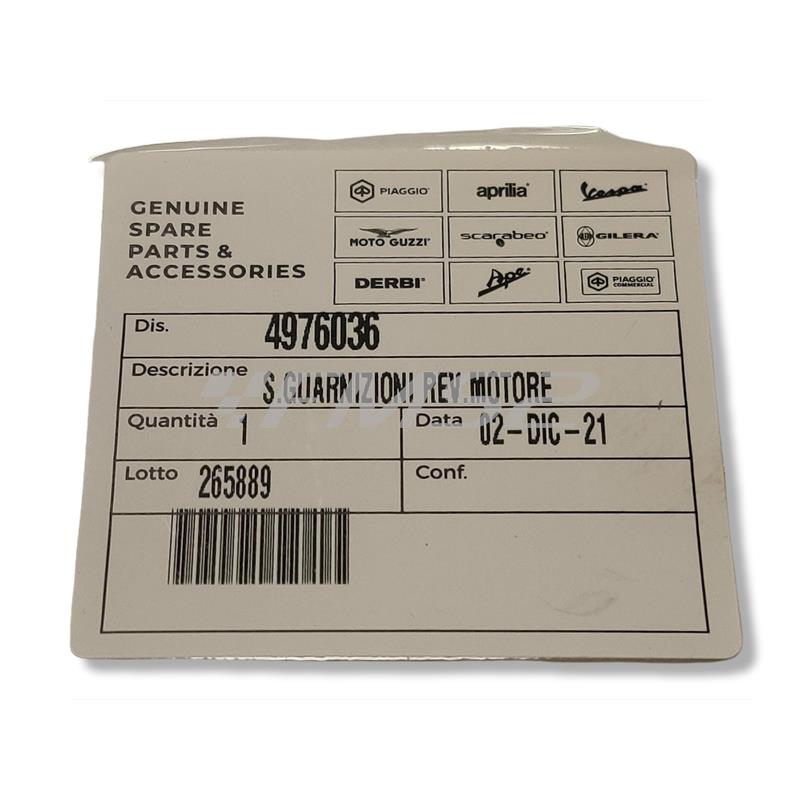 GENUINE
SPARE
PARTS &
ACCESSORIES
PIAGGIO
aprilia
Vespa
MOTO GUZZI
scarabeo
GILERA
DERBI
Ape
PIAGGIO
COMMERCIAL
Dis.
4976036
Descrizione
S.GUARNIZIONI REV.MOTORE
Quantità
1
Data
02-DIC-21
Lotto
265889
Conf.